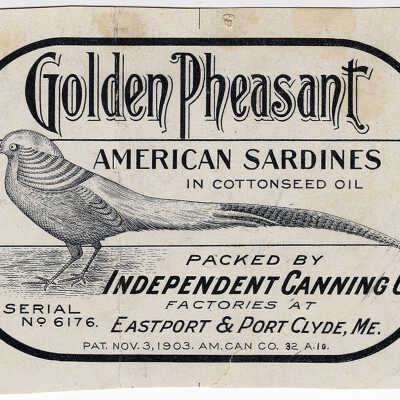 Golden Pheasant
AMERICAN SARDINES
IN COTTONSEED OIL
PACKED BY
INDEPENDENT CANNING
FACTORIES AT
EASTPORT & PORT CLYDE, ME.
SERIAL
No 6176.
PAT. NOV. 3, 1903. AM. CAN CO. 32 A.10.